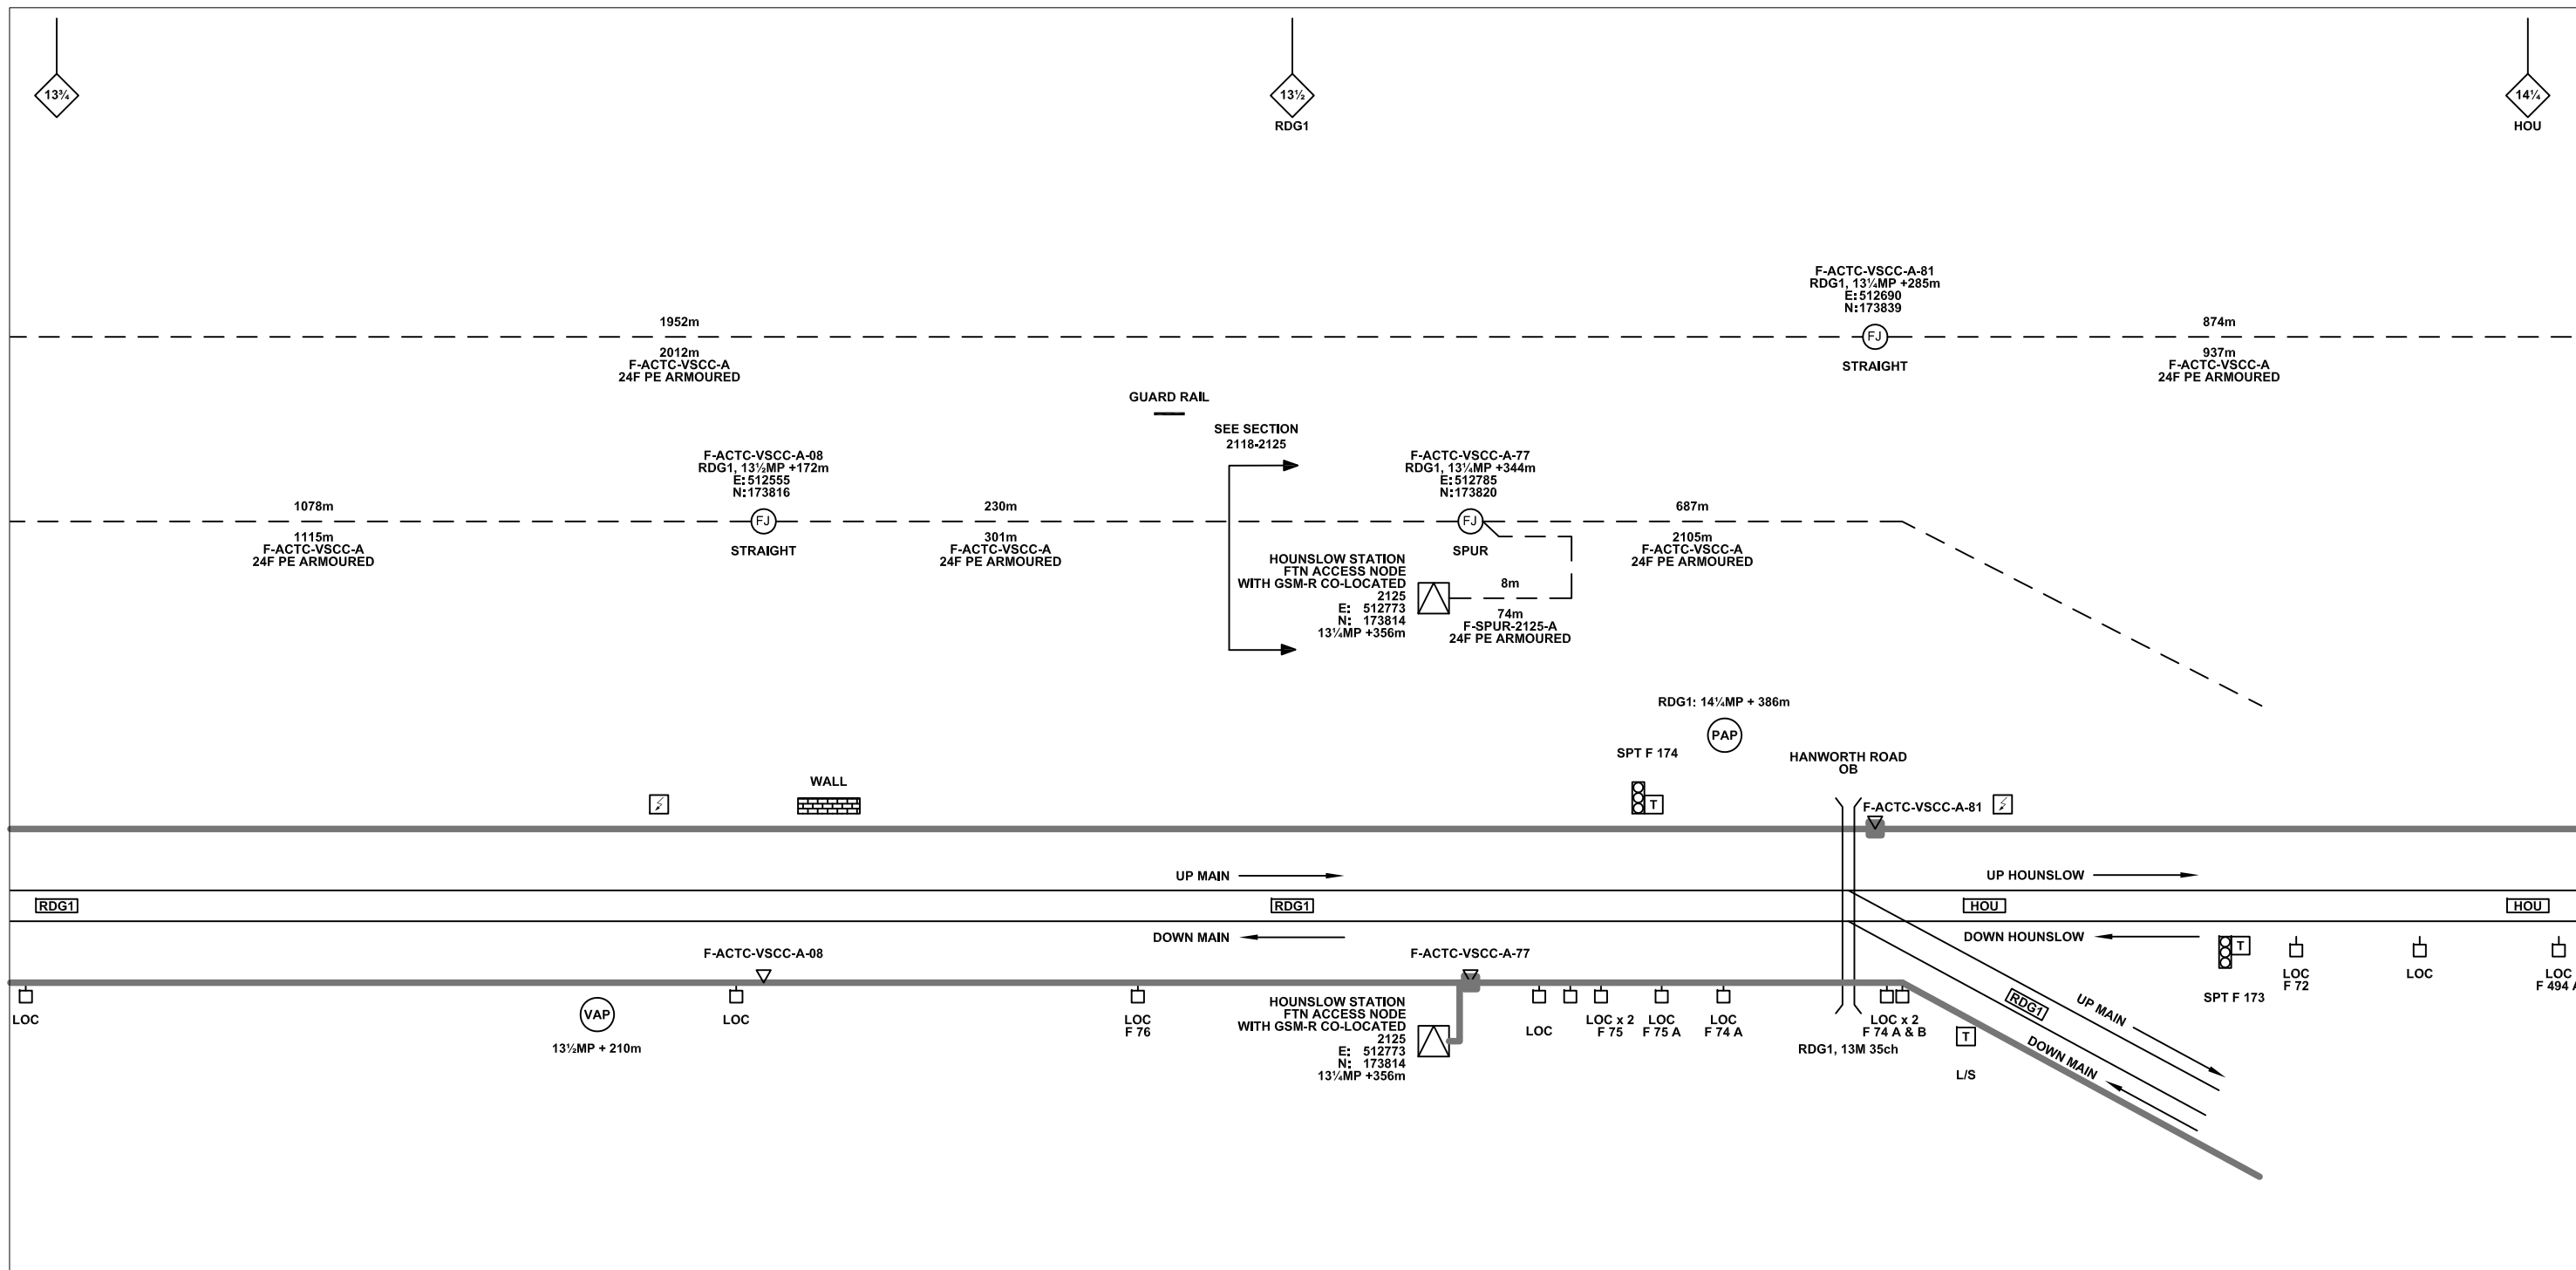 13¾
13½
RDG1
14¼
HOU
F-ACTC-VSCC-A-81
RDG1, 13¼MP +285m
E:512690
N:173839
FJ
STRAIGHT
1952m
2012m
F-ACTC-VSCC-A
24F PE ARMOURED
874m
937m
F-ACTC-VSCC-A
24F PE ARMOURED
GUARD RAIL
SEE SECTION
2118-2125
F-ACTC-VSCC-A-08
RDG1, 13½MP +172m
E:512555
N:173816
FJ
STRAIGHT
F-ACTC-VSCC-A-77
RDG1, 13¼MP +344m
E:512785
N:173820
FJ
SPUR
1078m
1115m
F-ACTC-VSCC-A
24F PE ARMOURED
230m
301m
F-ACTC-VSCC-A
24F PE ARMOURED
687m
2105m
F-ACTC-VSCC-A
24F PE ARMOURED
HOUNSLOW STATION
FTN ACCESS NODE
WITH GSM-R CO-LOCATED
2125
E: 512773
N: 173814
13¼MP +356m
8m
74m
F-SPUR-2125-A
24F PE ARMOURED
RDG1: 14¼MP + 386m
PAP
SPT F 174
T
HANWORTH ROAD
OB
WALL
F-ACTC-VSCC-A-81
UP MAIN
UP HOUNSLOW
RDG1
RDG1
HOU
HOU
DOWN MAIN
DOWN HOUNSLOW
F-ACTC-VSCC-A-08
F-ACTC-VSCC-A-77
T
SPT F 173
LOC
F 72
LOC
LOC
F 494 A
LOC
VAP
13½MP + 210m
LOC
LOC
F 76
HOUNSLOW STATION
FTN ACCESS NODE
WITH GSM-R CO-LOCATED
2125
E: 512773
N: 173814
13¼MP +356m
LOC
LOC x 2
F 75
LOC
F 75 A
LOC
F 74 A
LOC x 2
F 74 A & B
RDG1, 13M 35ch
T
L/S
RDG1
UP MAIN
DOWN MAIN